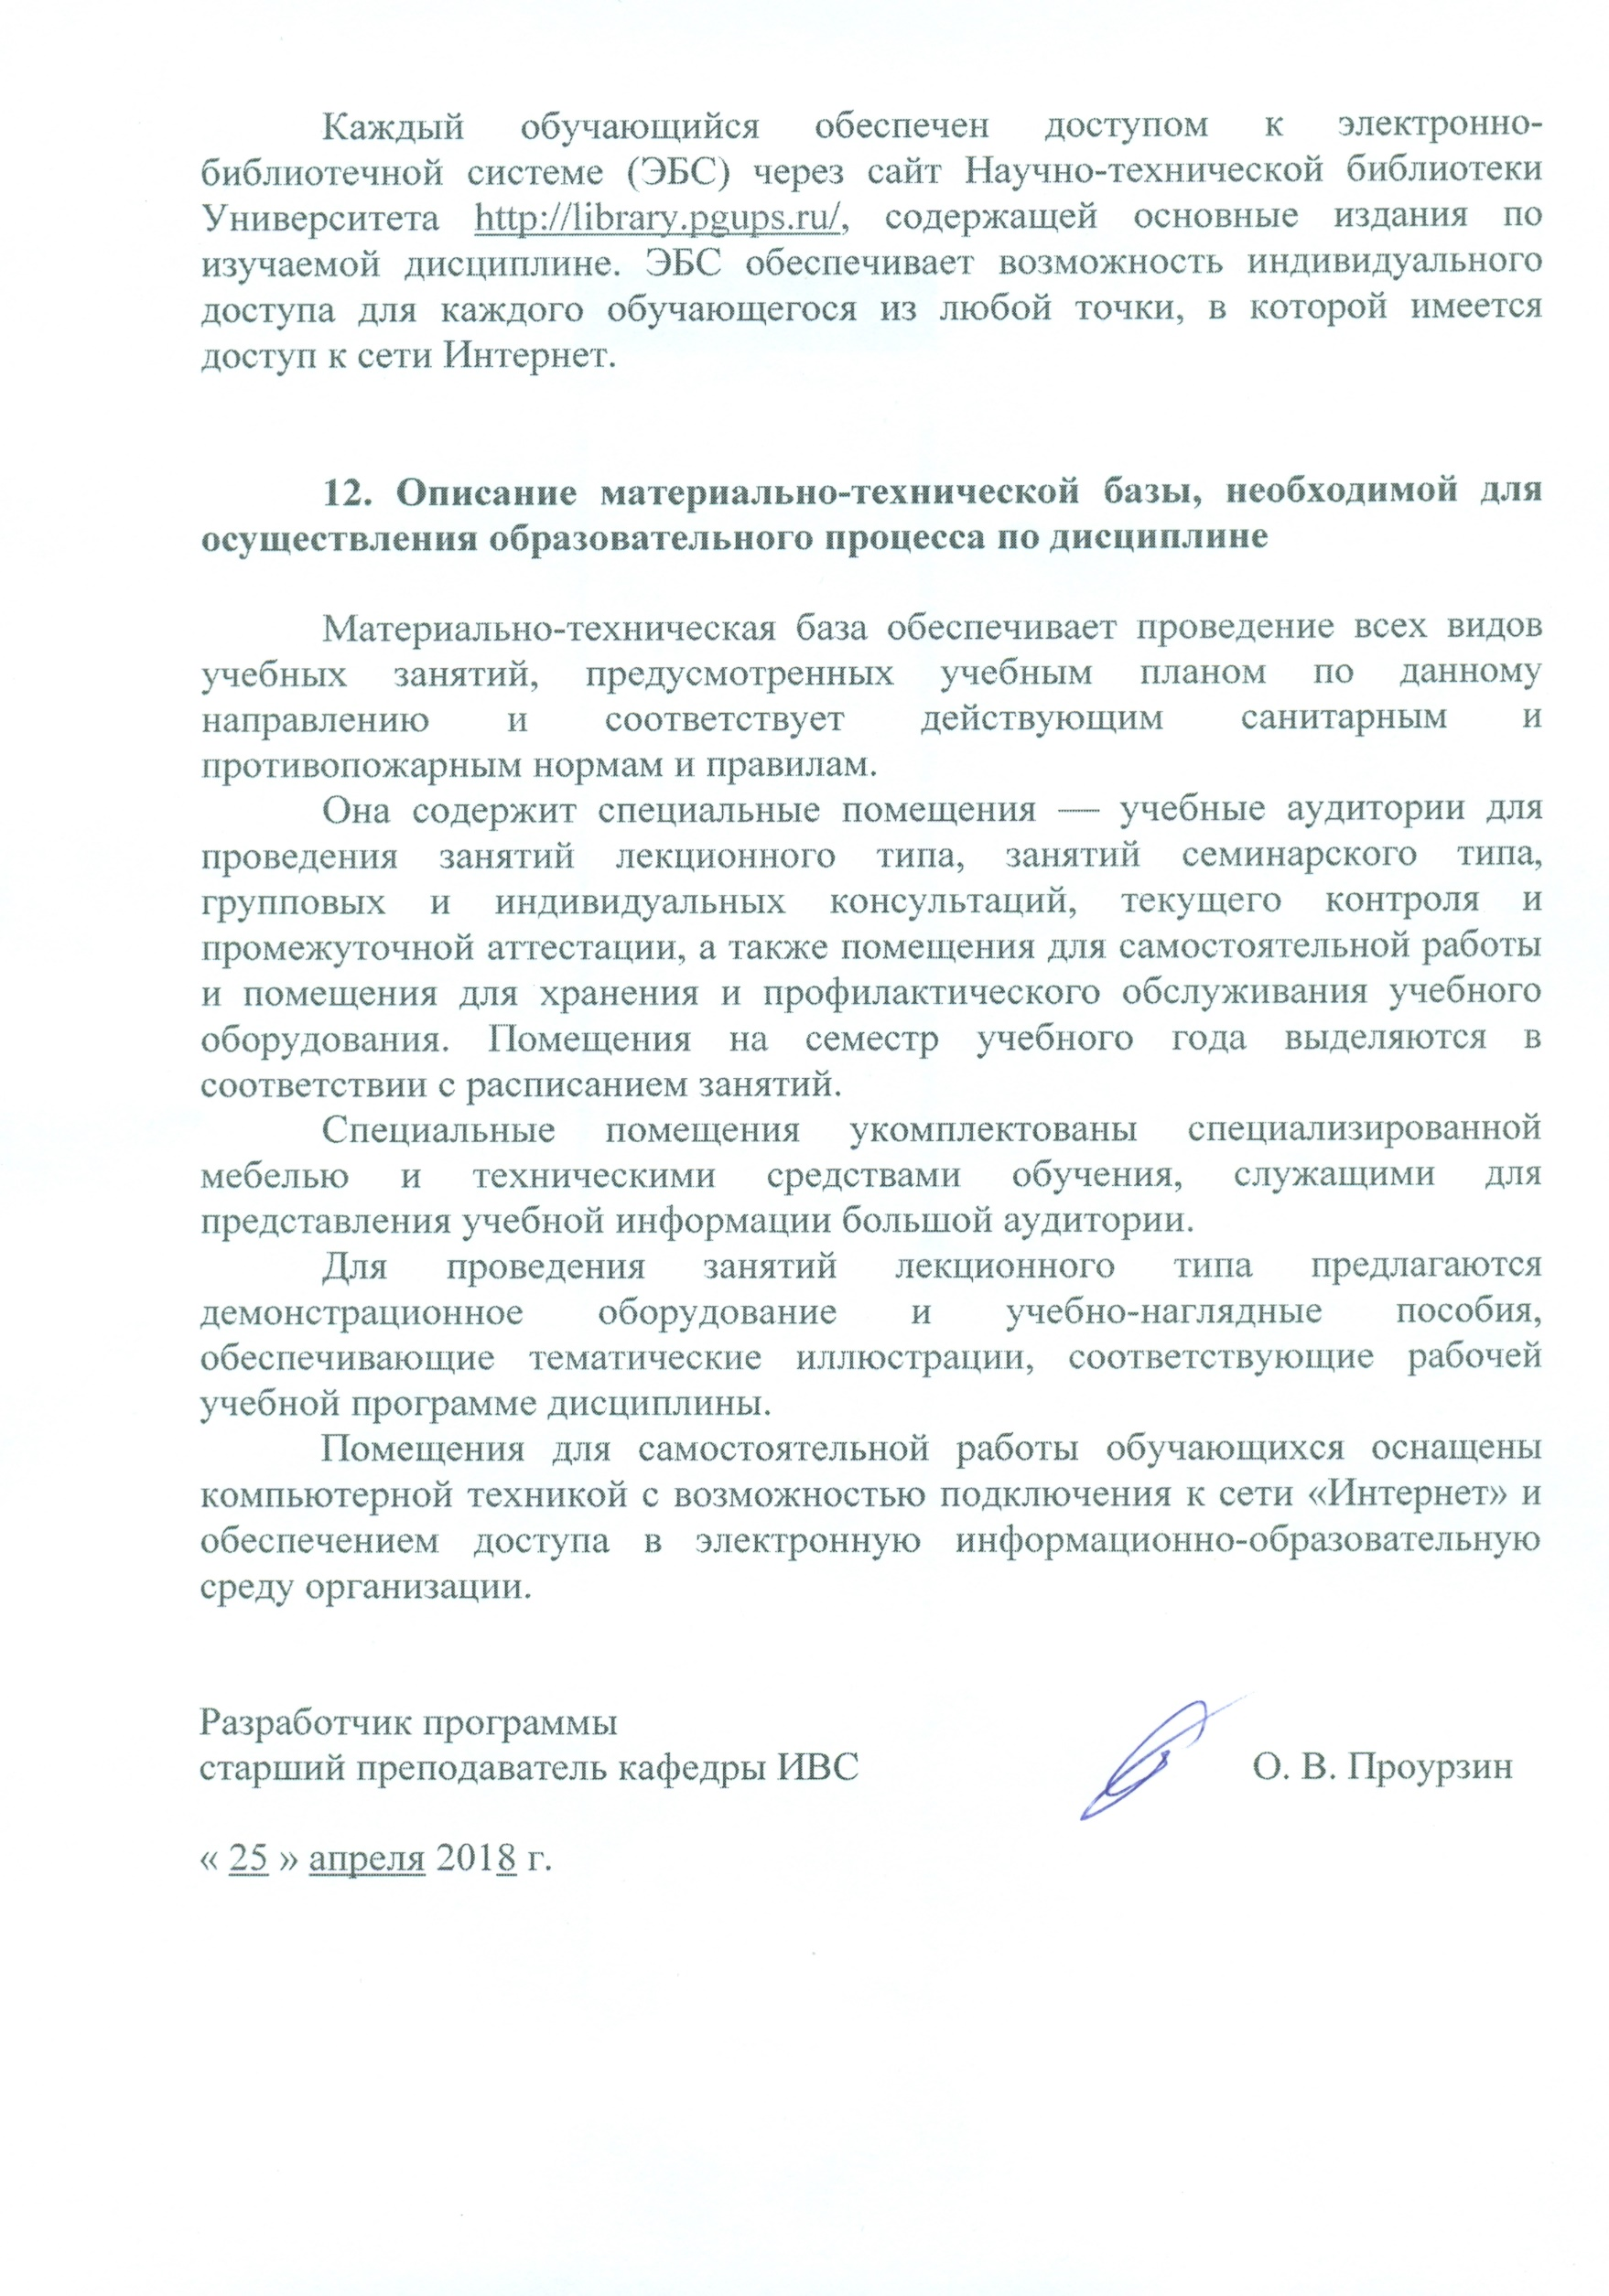 Каждый обучающийся обеспечен доступом к электронно-
библиотечной системе (ЭБС) через сайт Научно-технической библиотеки
Университета http://library.pgups.ru/, содержащей основные издания по
изучаемой дисциплине. ЭБС обеспечивает возможность индивидуального
доступа для каждого обучающегося из любой точки, в которой имеется
доступ к сети Интернет.
12. Описание материально-технической базы, необходимой для
осуществления образовательного процесса по дисциплине
Материально-техническая база обеспечивает проведение всех видов
учебных занятий, предусмотренных учебным планом по данному
направлению и соответствует действующим санитарным и
противопожарным нормам и правилам.
Она содержит специальные помещения — учебные аудитории для
проведения занятий лекционного типа, занятий семинарского типа,
групповых и индивидуальных консультаций, текущего контроля и
промежуточной аттестации, а также помещения для самостоятельной работы
и помещения для хранения и профилактического обслуживания учебного
оборудования. Помещения на семестр учебного года выделяются в
соответствии с расписанием занятий.
Специальные помещения укомплектованы специализированной
мебелью и техническими средствами обучения, служащими для
представления учебной информации большой аудитории.
Для проведения занятий лекционного типа предлагаются
демонстрационное оборудование и учебно-наглядные пособия,
обеспечивающие тематические иллюстрации, соответствующие рабочей
учебной программе дисциплины.
Помещения для самостоятельной работы обучающихся оснащены
компьютерной техникой с возможностью подключения к сети «Интернет» и
обеспечением доступа в электронную информационно-образовательную
среду организации.
Разработчик программы
старший преподаватель кафедры ИВС О. В. Проурзин
« 25 » апреля 2018 г.